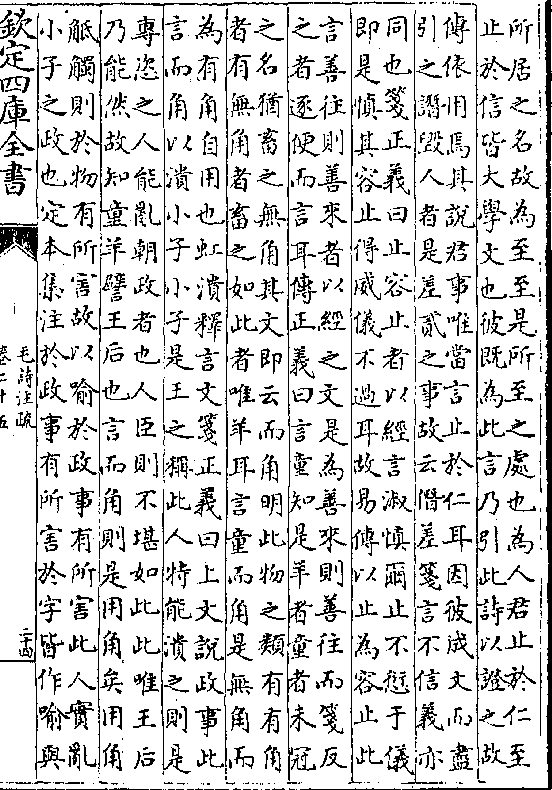 所居之名故為至至是所至之處也為人君止於仁至
止於信皆大學文也彼既為此言乃引此詩以證之故
傳依用焉其說君事唯當言止於仁耳因彼成文而盡
引之譖毀人者是差貳之事故云僭差箋言不信義亦
同也箋正義曰止容止者以經言淑慎爾止不愆于儀
即是慎其容止得威儀不過耳故易傳以止為容止此
言善往則善來者以經之文是為善來則善往而箋反
之者逐便而言耳傳正義曰言童知是羊者童者未冠
之名猶畜之無角其文即云而角明此物之類有有角
者有無角者畜之如此者唯羊耳言童而角是無角而
為有角自用也虹潰釋言文箋正義曰上文說政事此
言而角以潰小子小子是王之稱此人特能潰之則是
專恣之人能亂朝政者也人臣則不堪如此此唯王后
乃能然故知童羊譬王后也言而角則是用角矣用角
觝觸則於物有所害故以喻於政事有所害此人實亂
小子之政也定本集注於政事有所害於字皆作喻與
欽定四庫全書
毛詩注疏
卷二十五
二十四